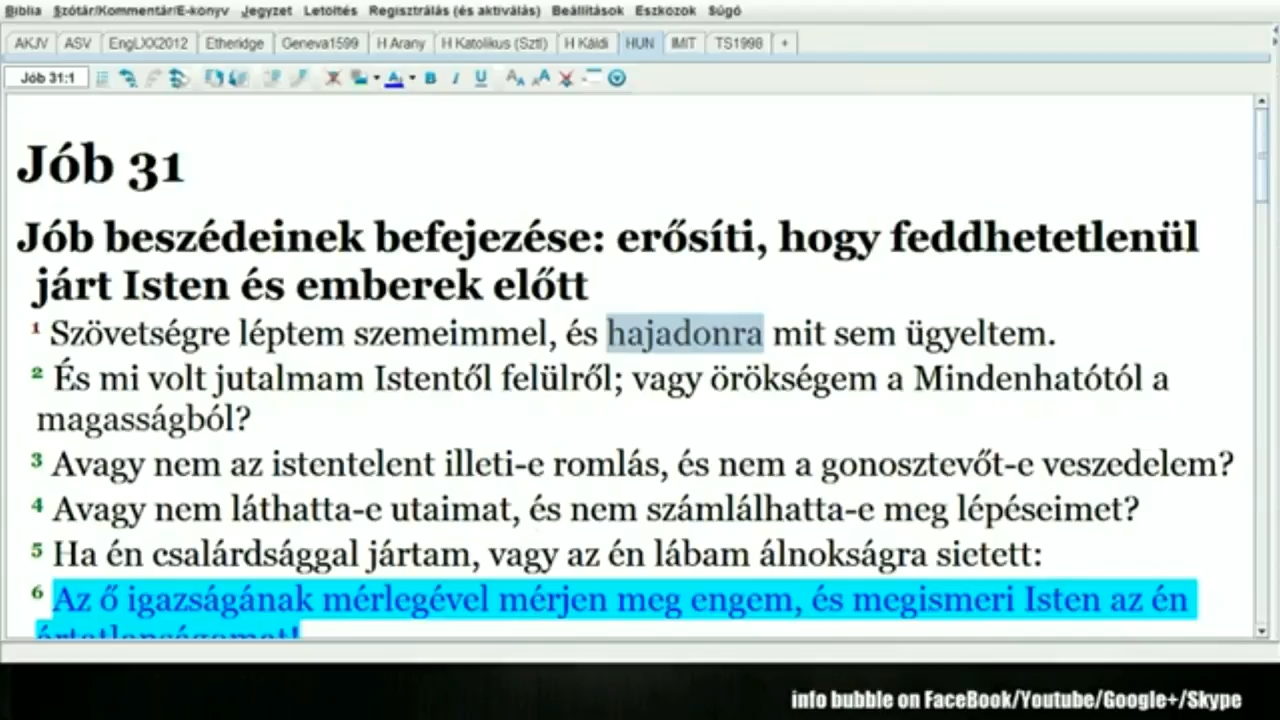 Biblia Szótár/Kommentár/E-könyv Jegyzet Letoltés Regisztrálás (és aktiválás) Beállítások Eszkozok Súgó
AKJV ASV EngLXX2012 Etheridge Geneva1599 H Arany H Katolikus (SztI) H Káldi HUN IMIT TS1998 +
Jób 31:1
Jób 31
Jób beszédeinek befejezése: erősíti, hogy feddhetetlenül
járt Isten és emberek előtt
1 Szövetségre léptem szemeimmel, és hajadonra mit sem ügyeltem.
2 És mi volt jutalmam Istentől felülről; vagy örökségem a Mindenhatótól a
magasságból?
3 Avagy nem az istentelent illeti-e romlás, és nem a gonosztevőt-e veszedelem?
4 Avagy nem láthatta-e utaimat, és nem számlálhatta-e meg lépéseimet?
5 Ha én csalárdsággal jártam, vagy az én lábam álnokságra sietett:
6 Az ő igazságának mérlegével mérjen meg engem, és megismeri Isten az én
ártatlanságomat!
info bubble on FaceBook/Youtube/Google+/Skype